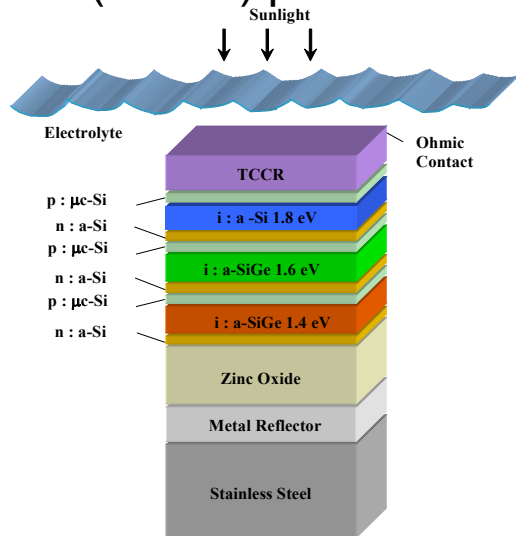 Sunlight
Electrolyte
Ohmic
Contact
TCCR
p : μc-Si
i : a -Si 1.8 eV
n : a-Si
p : μc-Si
i : a-SiGe 1.6 eV
n : a-Si
p : μc-Si
i : a-SiGe 1.4 eV
n : a-Si
Zinc Oxide
Metal Reflector
Stainless Steel